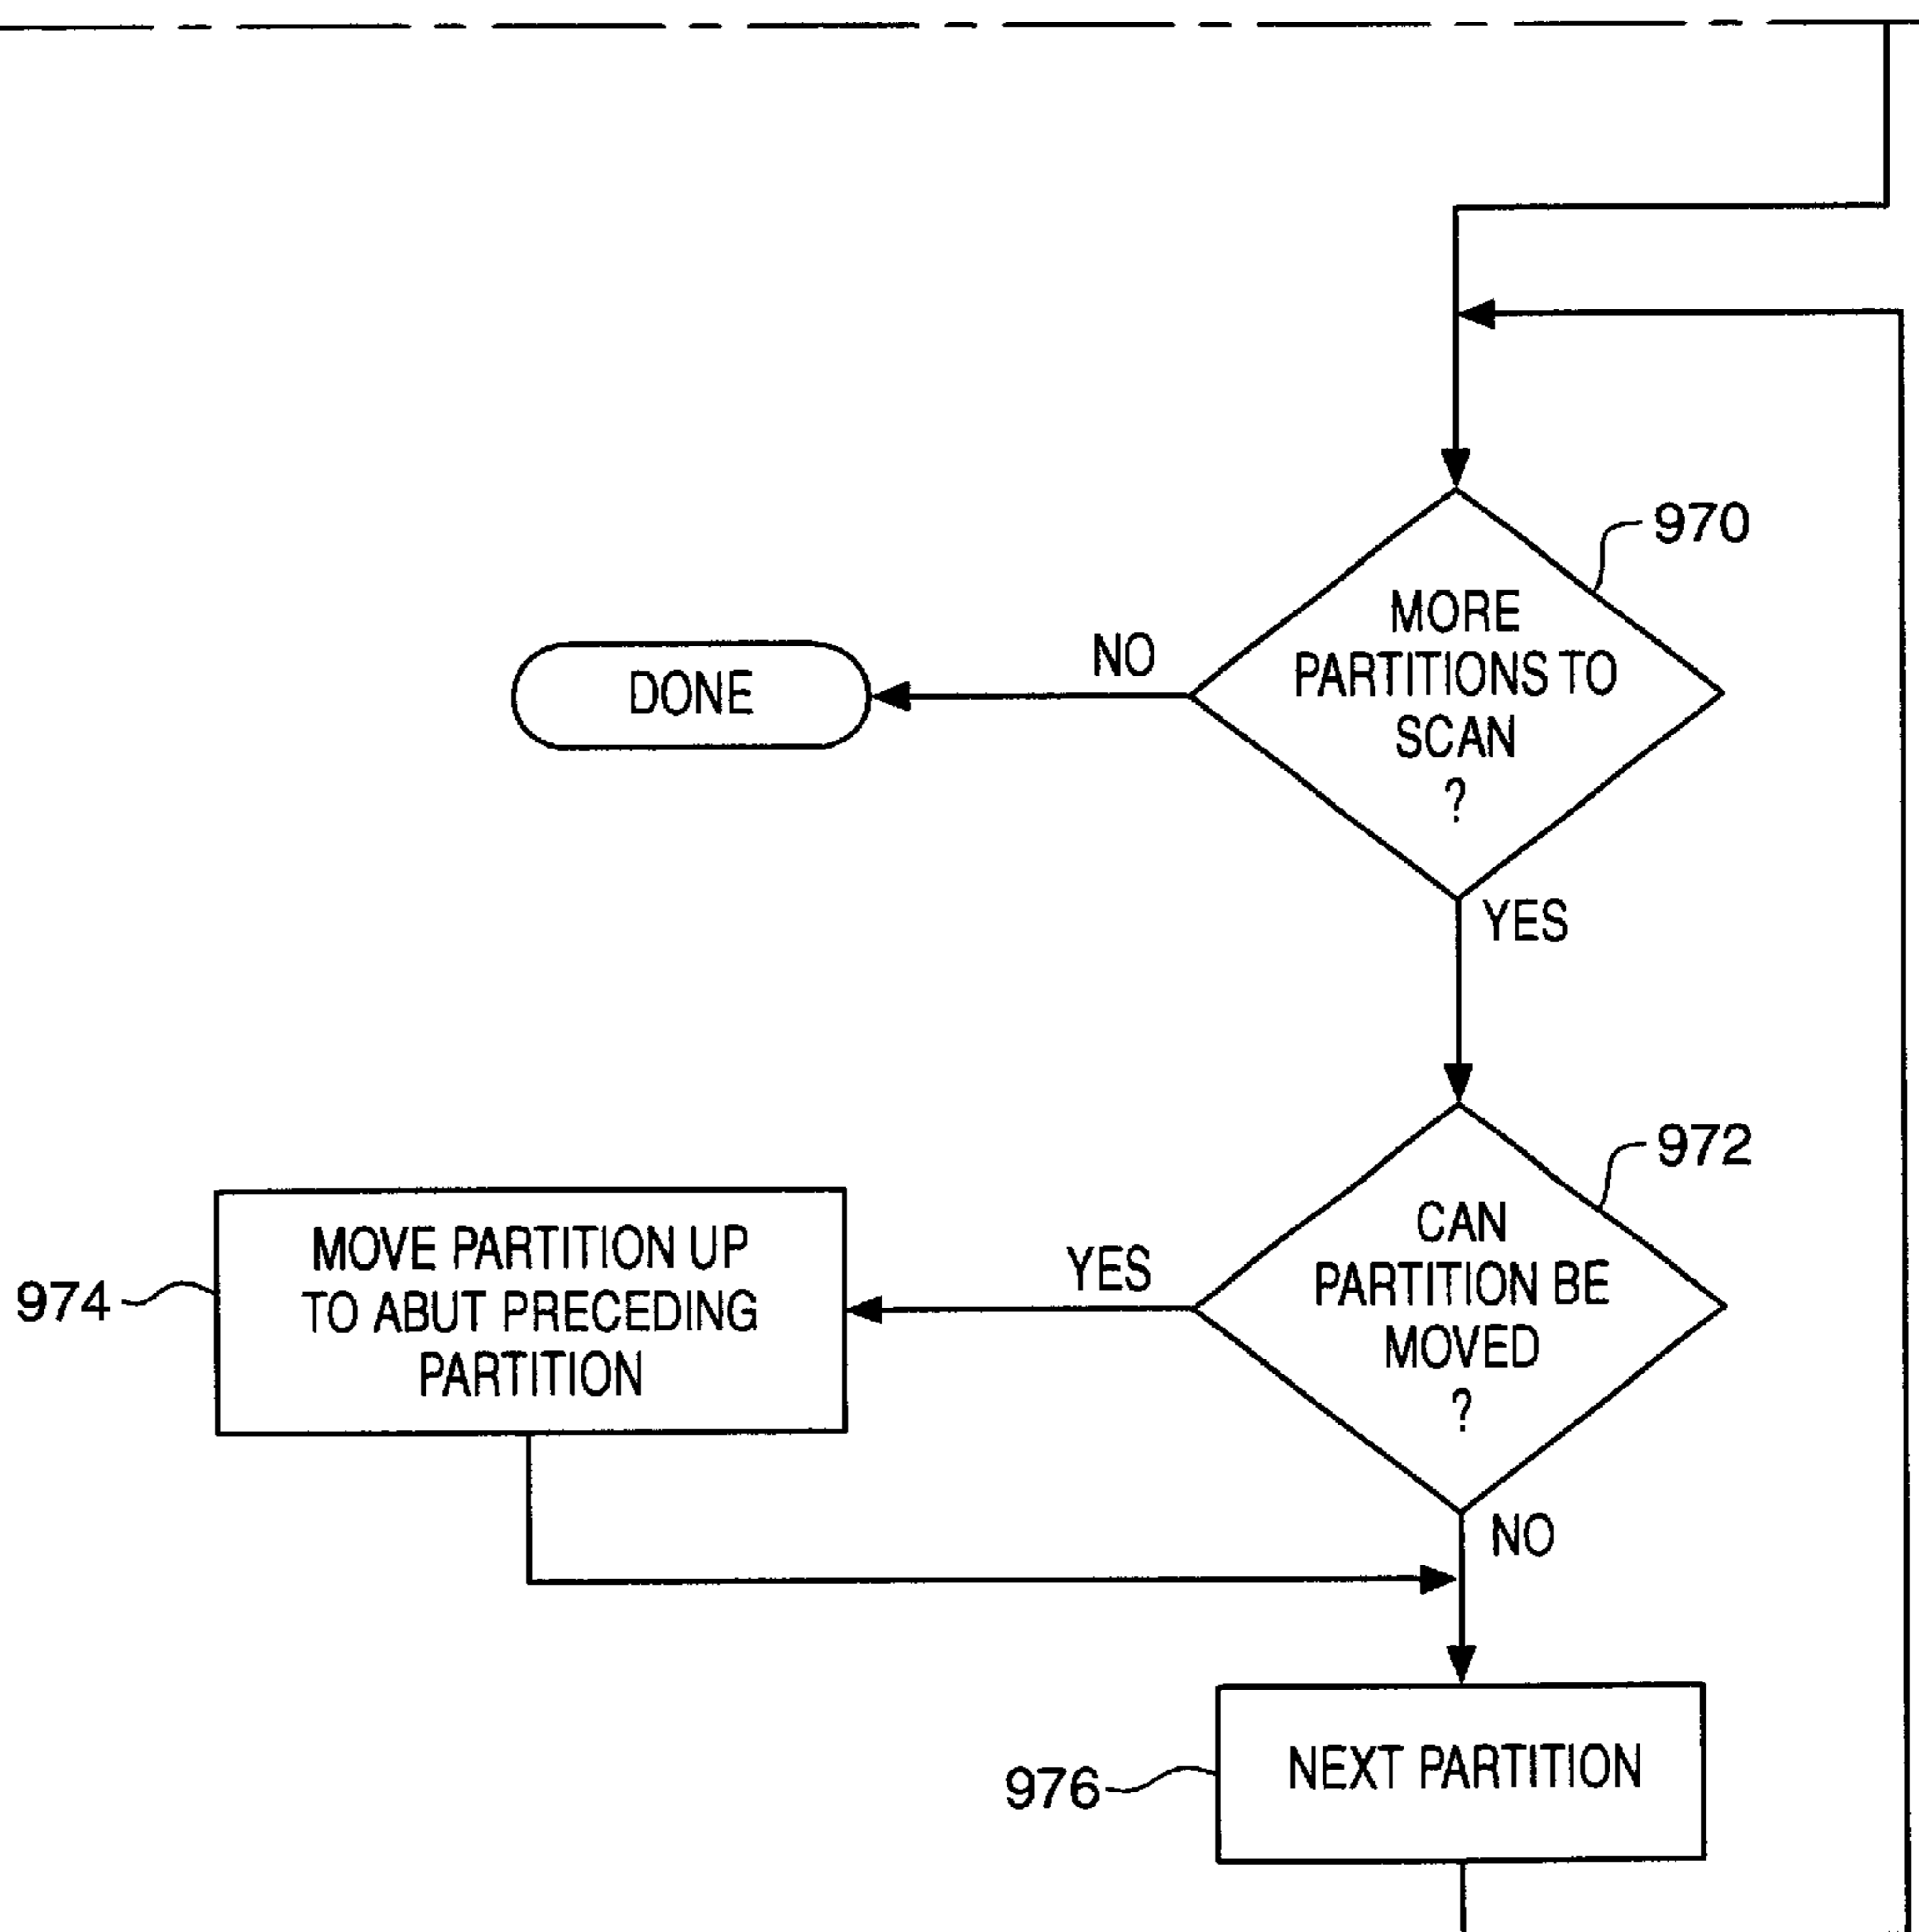 970
MORE
PARTITIONS TO
SCAN
?
NO
DONE
YES
972
CAN
PARTITION BE
MOVED
?
YES
MOVE PARTITION UP
TO ABUT PRECEDING
PARTITION
974
NO
NEXT PARTITION
976